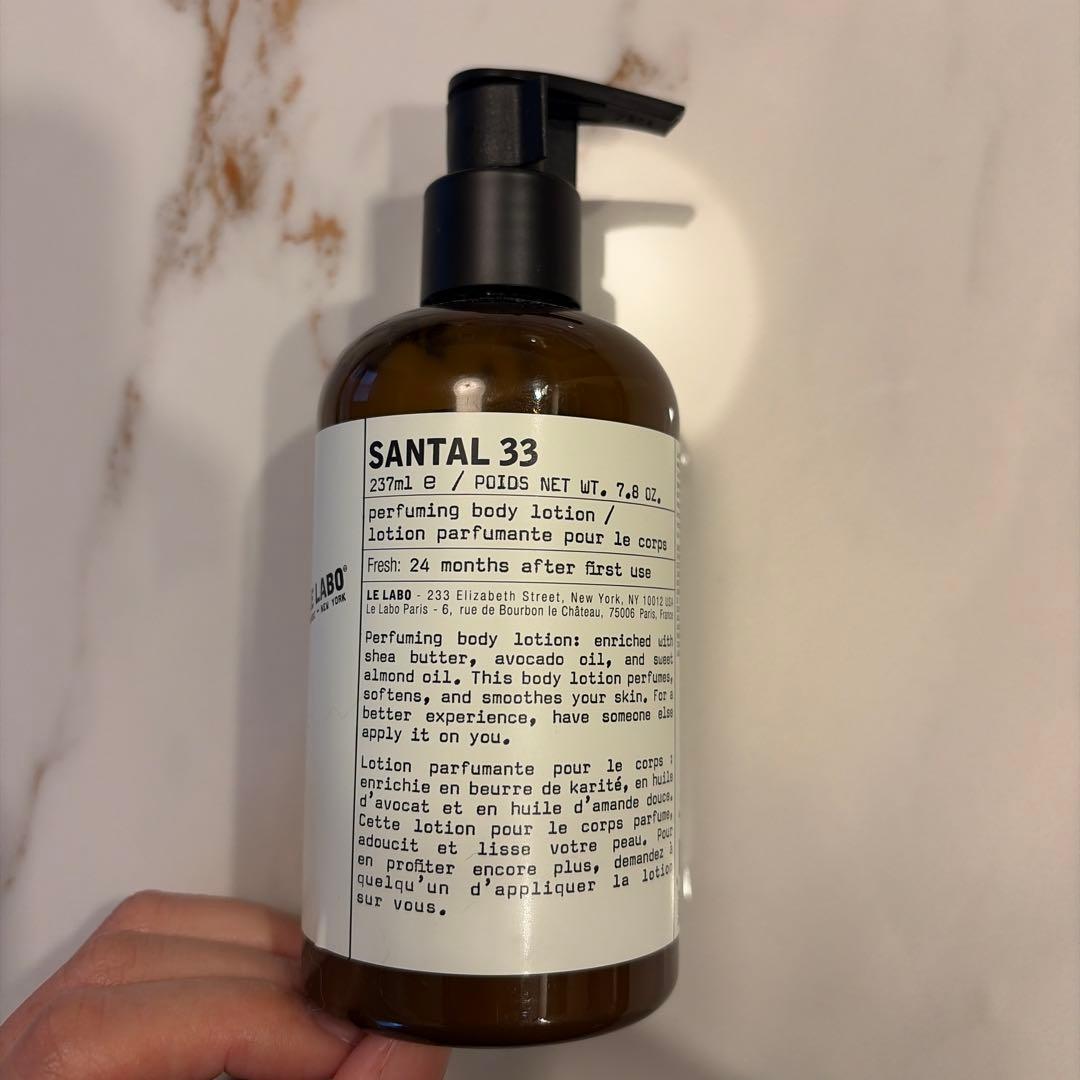 SANTAL 33
237ml e / POIDS NET WT. 7.8 OZ.
perfuming body lotion /
lotion parfumante pour le corps
Fresh: 24 months after first use
LE LABO - 233 Elizabeth Street, New York, NY 10012 USA
Le Labo Paris - 6, rue de Bourbon le Château, 75006 Paris, France
LABO®
NEW YORK
Perfuming body lotion: enriched with
shea butter, avocado oil, and sweet
almond oil. This body lotion perfumes,
softens, and smoothes your skin. For a
better experience, have someone else
apply it on you.
Lotion parfumante pour le corps :
enrichie en beurre de karité, en huile
d'avocat et en huile d'amande douce.
Cette lotion pour le corps parfume,
adoucit et lisse votre peau. Pour
en profiter encore plus, demandez à
quelqu'un d'appliquer la lotion
sur vous.